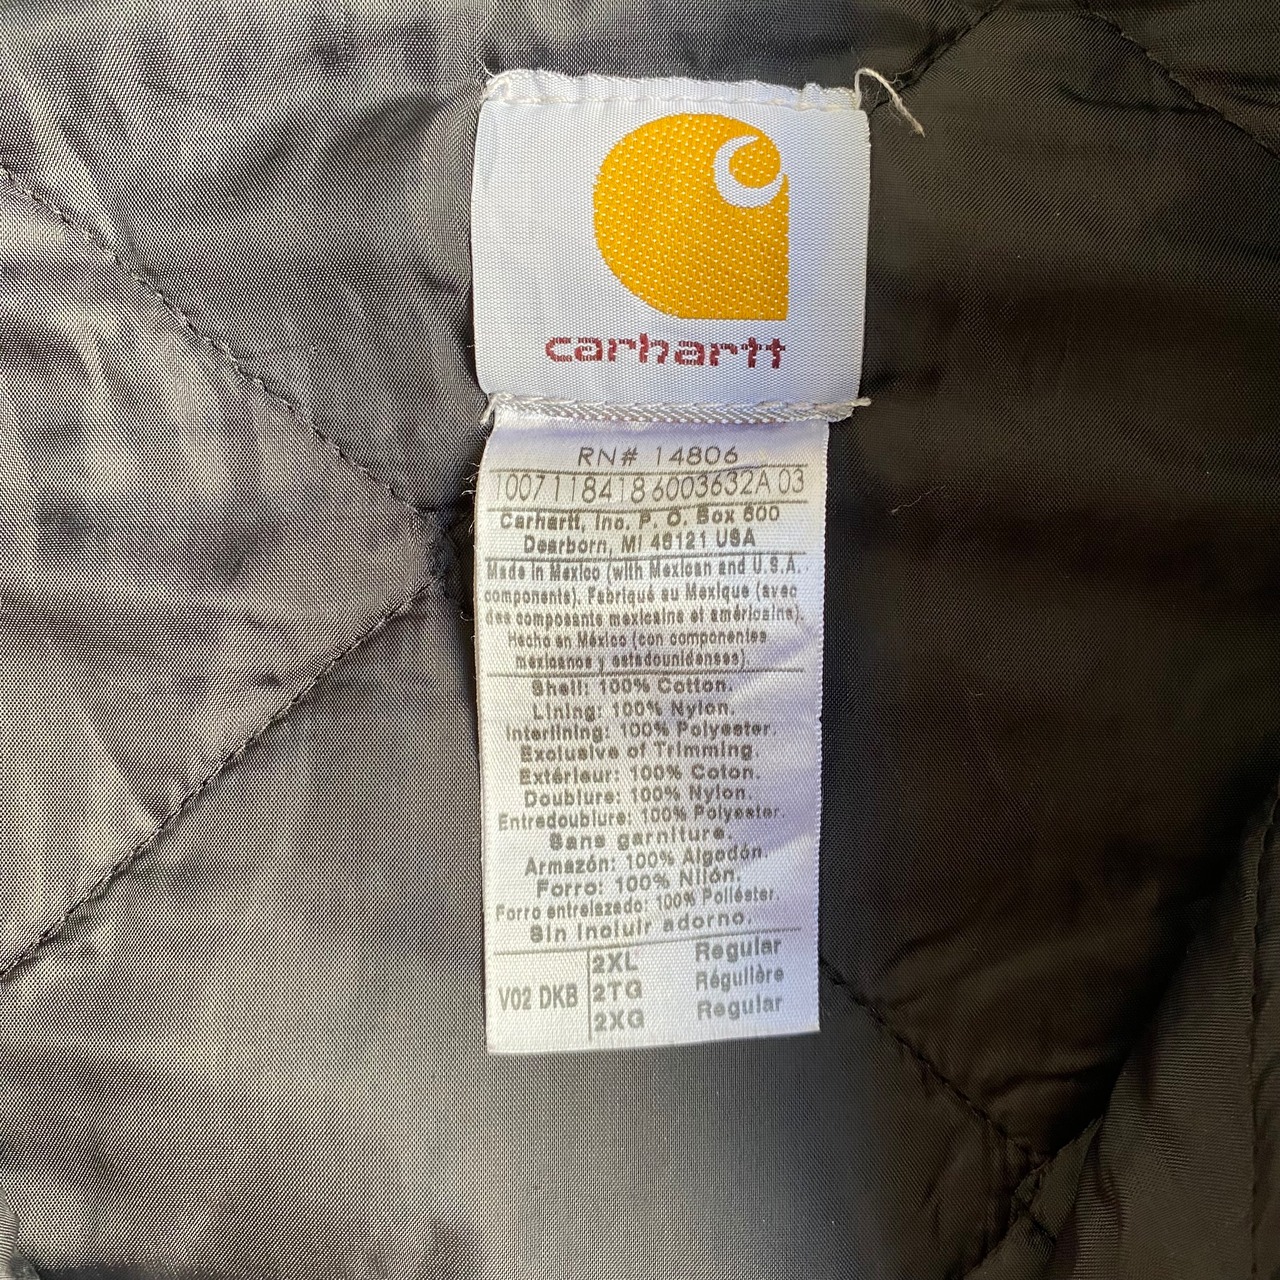 carhartt
RN# 14806
10071184186003632A 03
Carhartt, Inc. P. O. Box 600
Dearborn, MI 48121 USA
Made in Mexico (with Mexican and U.S.A.
components). Fabriqué au Mexique (avec
des composants mexicains et américains).
Hecho en México (con componentes
mexicanos y estadounidenses).
Shell: 100% Cotton.
Lining: 100% Nylon.
Interlining: 100% Polyester.
Exclusive of Trimming.
Extérieur: 100% Coton.
Doublure: 100% Nylon.
Entredoublure: 100% Polyester.
Sans garniture.
Armazón: 100% Algodón.
Forro: 100% Nilón.
Forro entrelazado: 100% Poliéster.
Sin incluir adorno.
V02 DKB
2XL Regular
2TG Régulière
2XG Regular